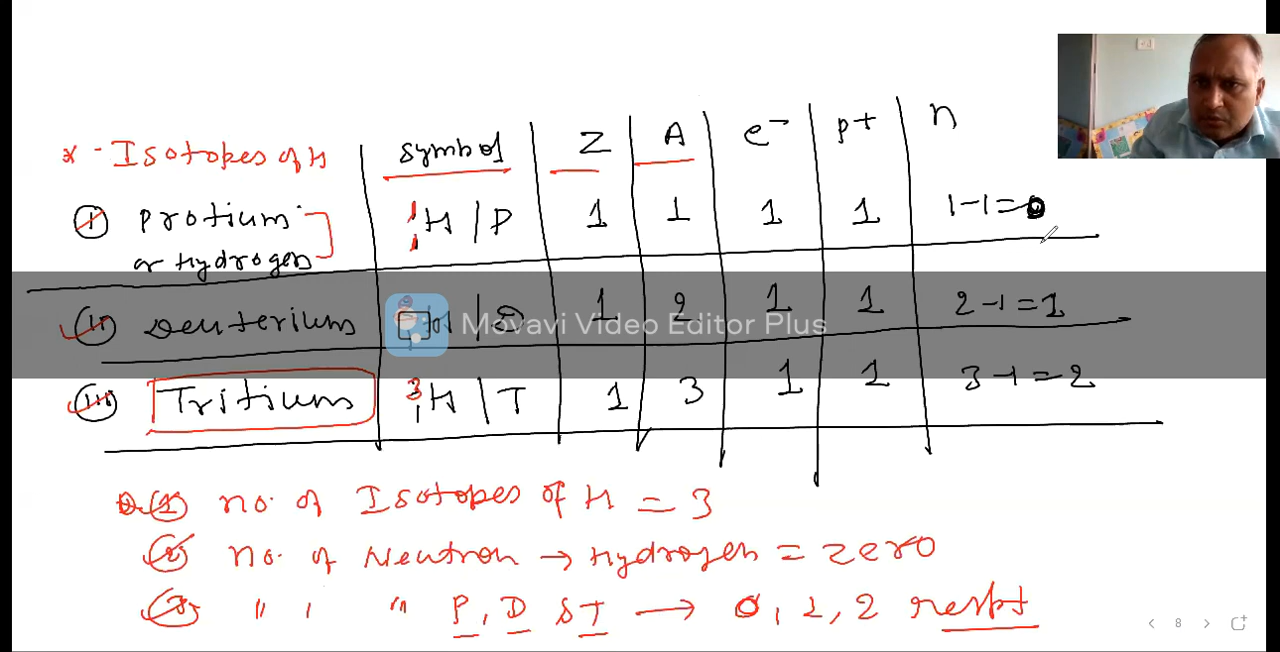 * - Isotopes of H | symbol | Z | A | e⁻ | p+ | n
(i) Protium or Hydrogen | ¹₁H | P | 1 | 1 | 1 | 1 | 1-1=0
(ii) Deuterium | H | D | 1 | 2 | 1 | 1 | 2-1=1
Movavi Video Editor Plus
(iii) Tritium | ³₁H | T | 1 | 3 | 1 | 1 | 3-1=2
(1) no. of Isotopes of H = 3
(2) no. of Neutron → Hydrogen = zero
(3) " " " P, D & T → 0, 1, 2 respt
8